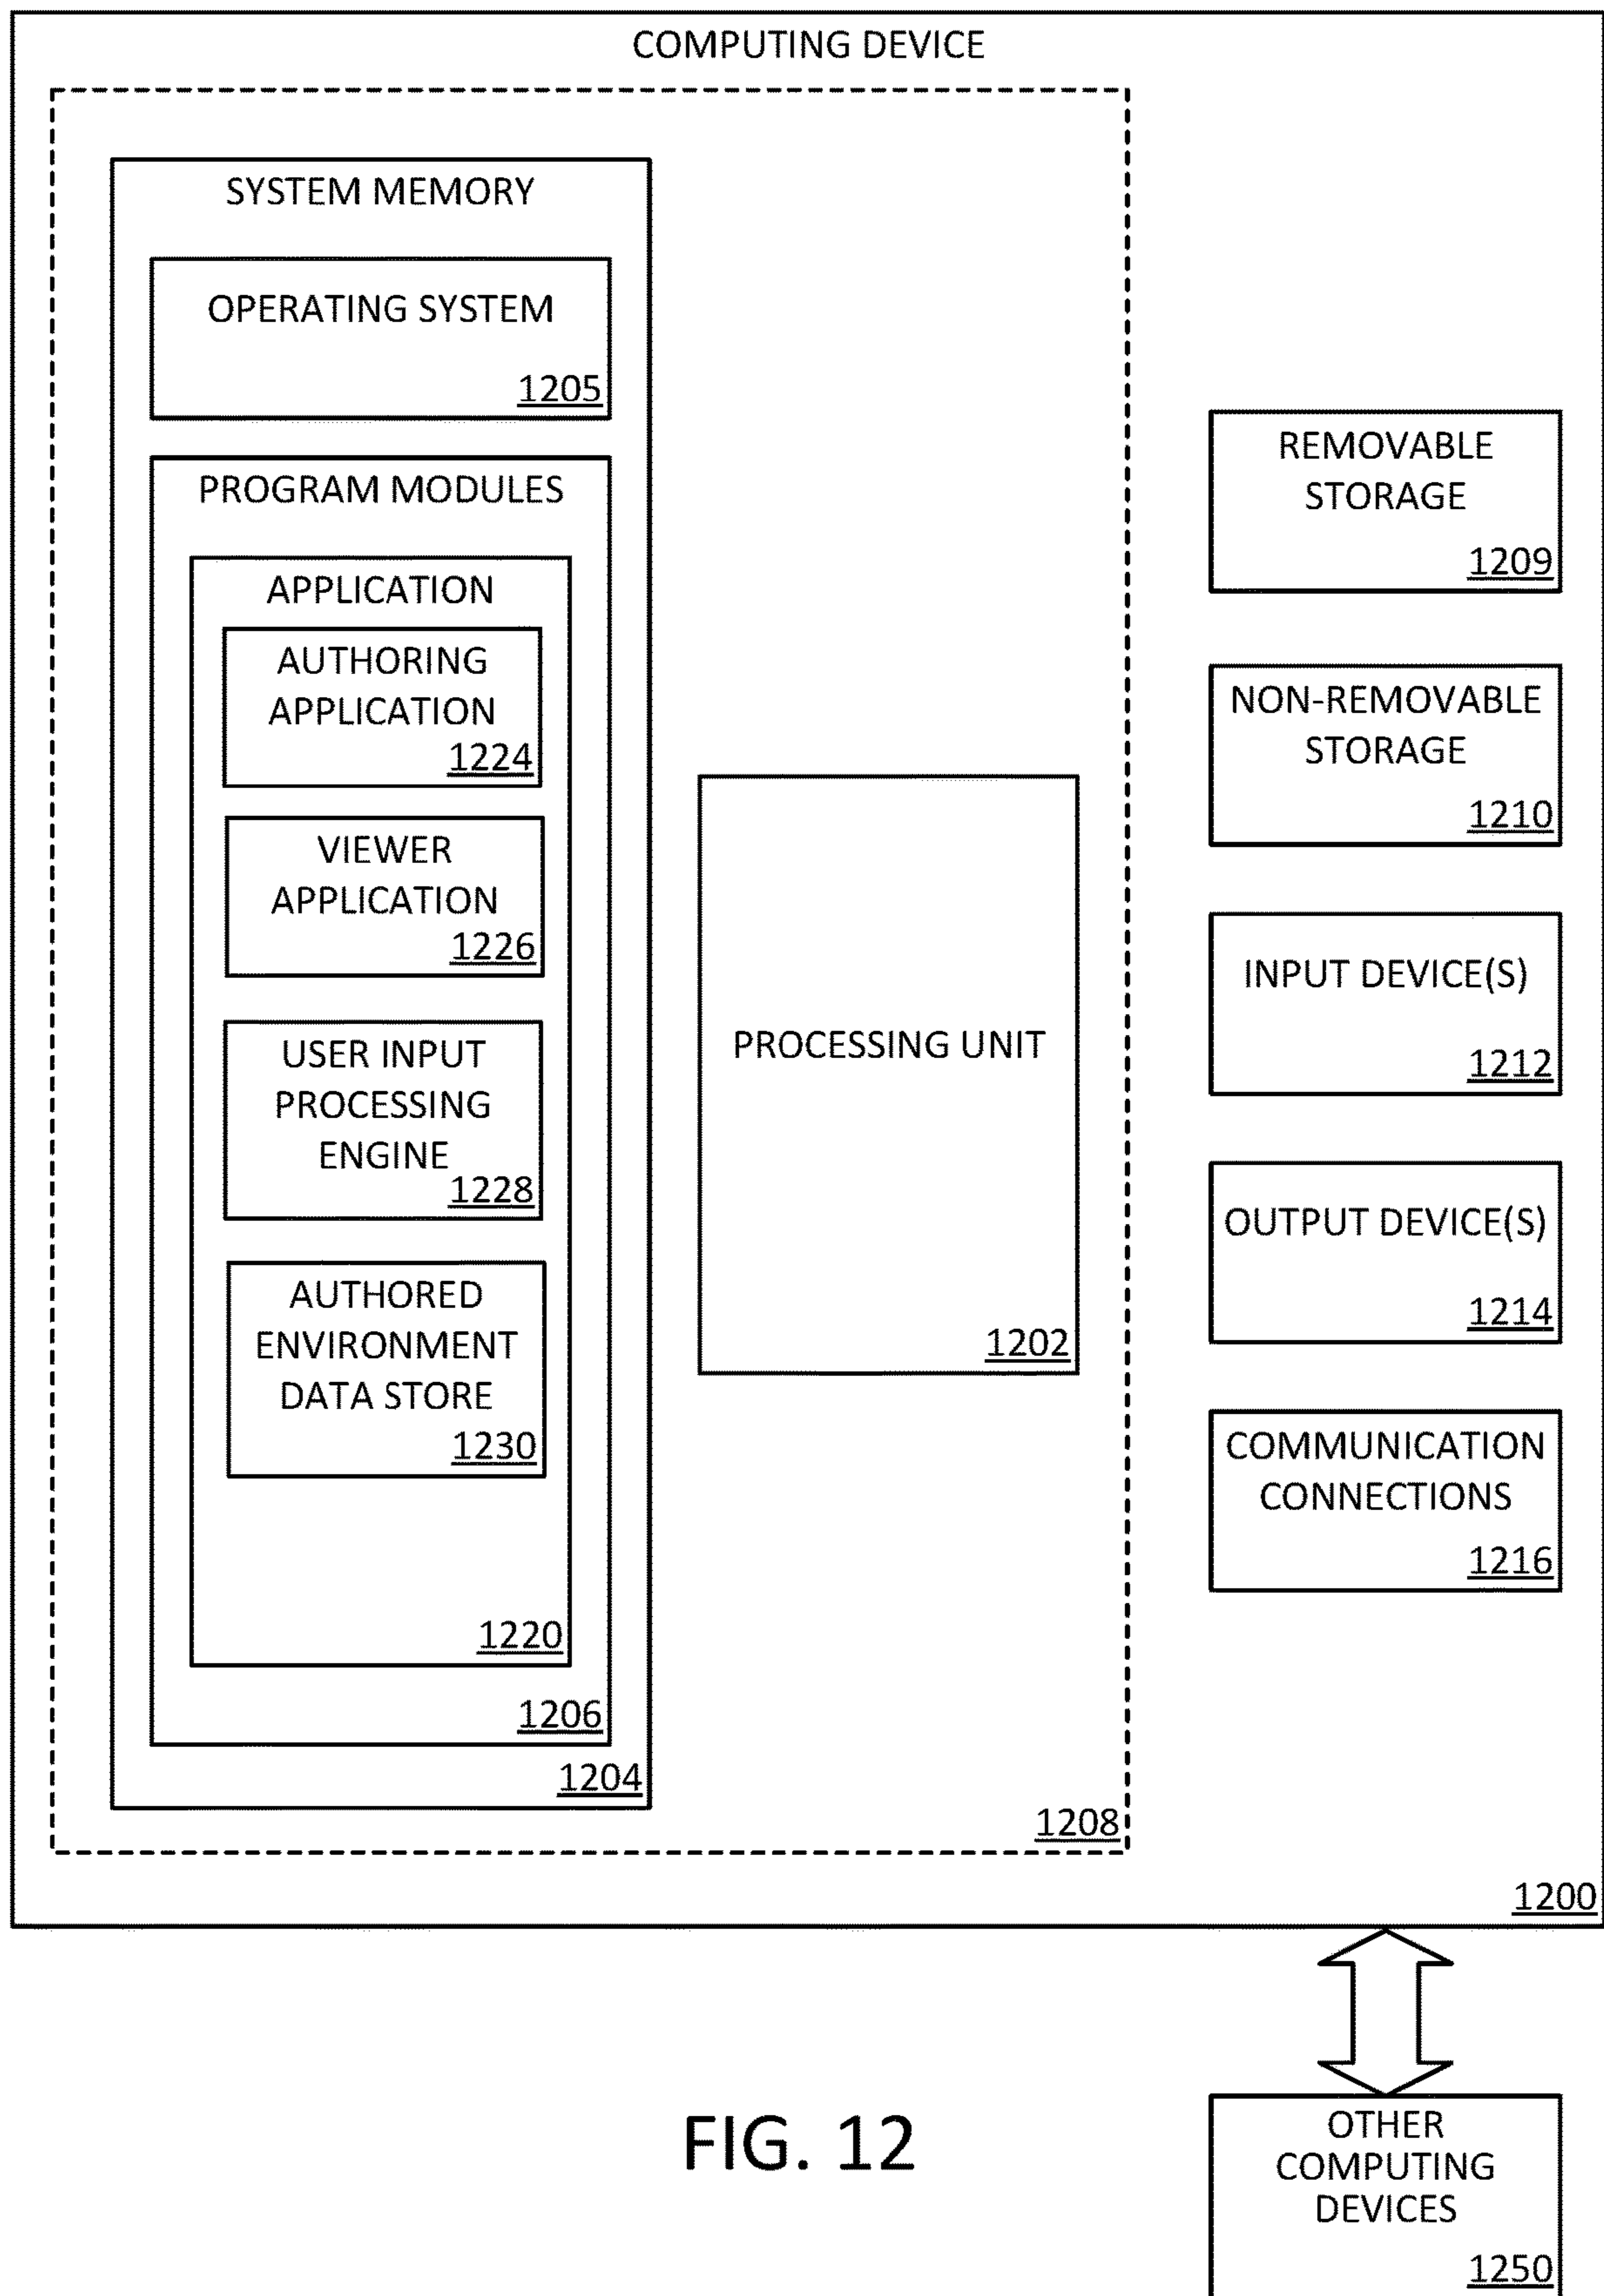 COMPUTING DEVICE
SYSTEM MEMORY
OPERATING SYSTEM
1205
PROGRAM MODULES
APPLICATION
AUTHORING
APPLICATION
1224
VIEWER
APPLICATION
1226
USER INPUT
PROCESSING
ENGINE
1228
AUTHORED
ENVIRONMENT
DATA STORE
1230
1220
1206
1204
PROCESSING UNIT
1202
1208
REMOVABLE
STORAGE
1209
NON-REMOVABLE
STORAGE
1210
INPUT DEVICE(S)
1212
OUTPUT DEVICE(S)
1214
COMMUNICATION
CONNECTIONS
1216
1200
OTHER
COMPUTING
DEVICES
1250
FIG. 12